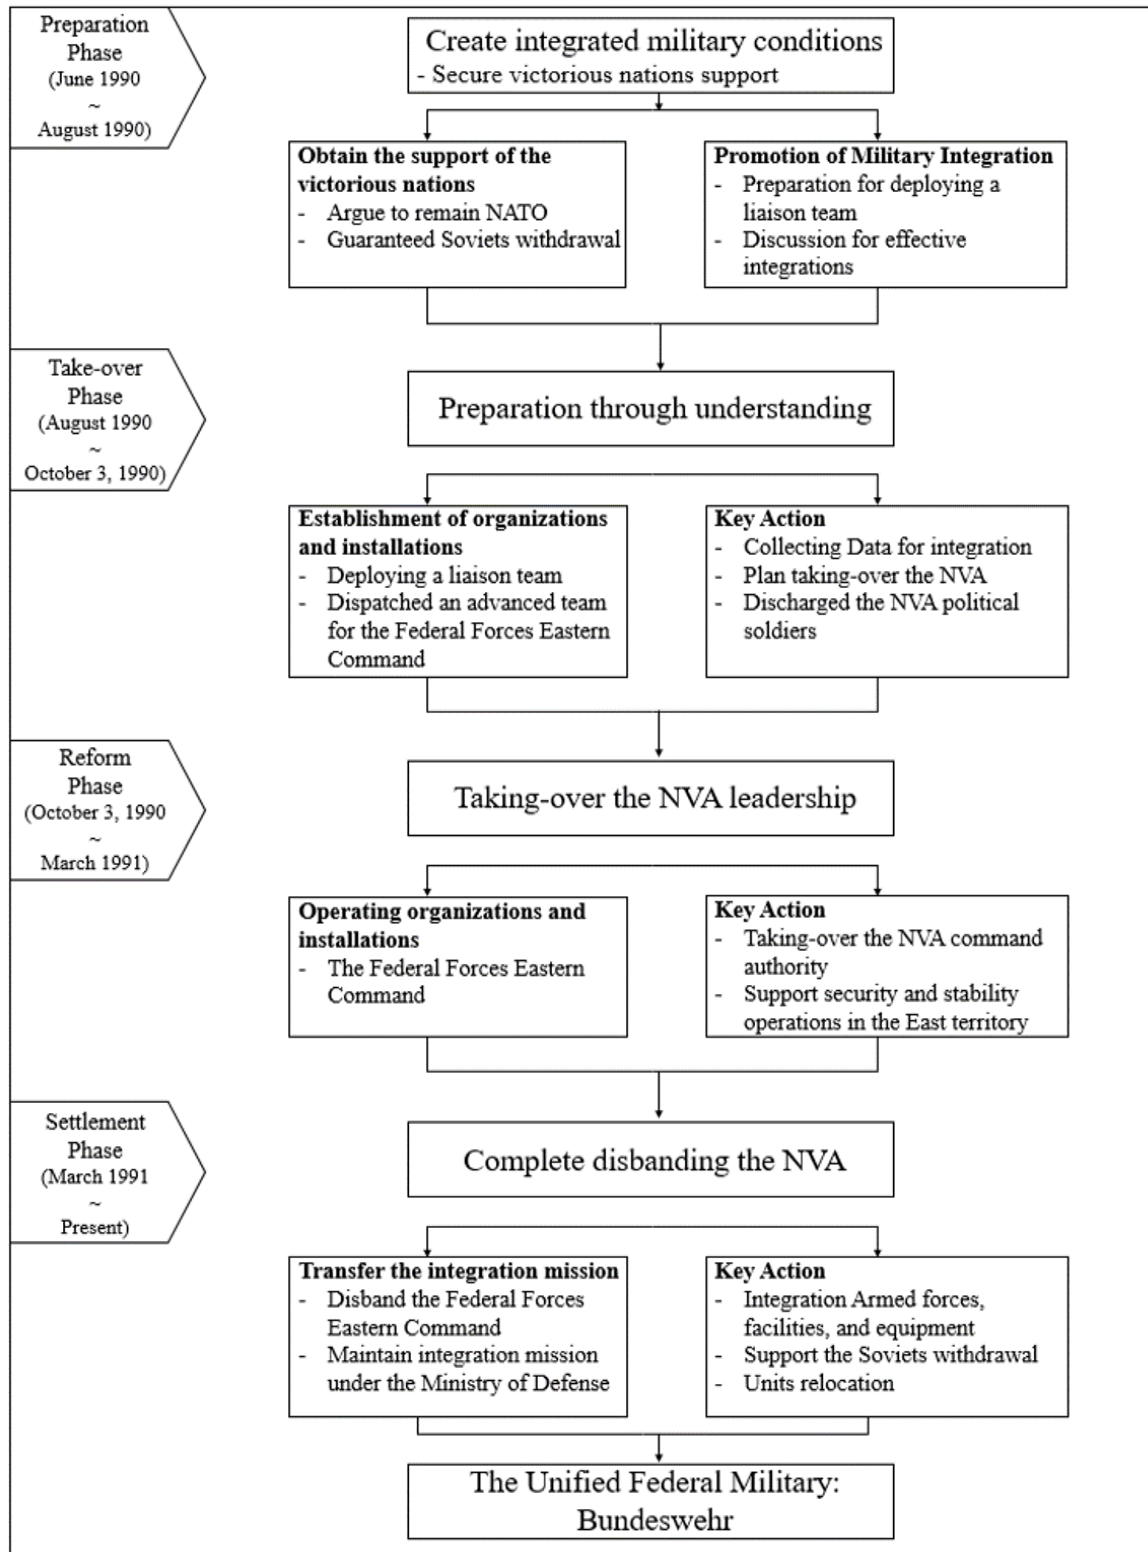 Preparation
Phase
(June 1990
~
August 1990)
Create integrated military conditions
- Secure victorious nations support
Obtain the support of the
victorious nations
- Argue to remain NATO
- Guaranteed Soviets withdrawal
Promotion of Military Integration
- Preparation for deploying a
liaison team
- Discussion for effective
integrations
Take-over
Phase
(August 1990
~
October 3, 1990)
Preparation through understanding
Establishment of organizations
and installations
- Deploying a liaison team
- Dispatched an advanced team
for the Federal Forces Eastern
Command
Key Action
- Collecting Data for integration
- Plan taking-over the NVA
- Discharged the NVA political
soldiers
Reform
Phase
(October 3, 1990
~
March 1991)
Taking-over the NVA leadership
Operating organizations and
installations
- The Federal Forces Eastern
Command
Key Action
- Taking-over the NVA command
authority
- Support security and stability
operations in the East territory
Settlement
Phase
(March 1991
~
Present)
Complete disbanding the NVA
Transfer the integration mission
- Disband the Federal Forces
Eastern Command
- Maintain integration mission
under the Ministry of Defense
Key Action
- Integration Armed forces,
facilities, and equipment
- Support the Soviets withdrawal
- Units relocation
The Unified Federal Military:
Bundeswehr